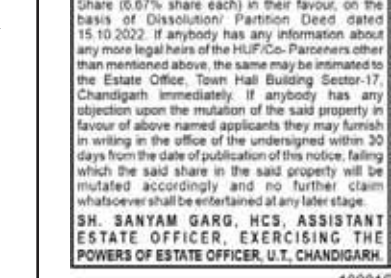 Share (6.67% share each) in their favour, on the
basis of Dissolution/ Partition Deed dated
15.10.2022. If anybody has any information about
any more legal heirs of the HUF/Co- Parceners other
than mentioned above, the same may be intimated to
the Estate Office, Town Hall Building Sector-17,
Chandigarh immediately. If anybody has any
objection upon the mutation of the said property in
favour of above named applicants they may furnish
in writing in the office of the undersigned within 30
days from the date of publication of this notice, failing
which the said share in the said property will be
mutated accordingly and no further claim
whatsoever shall be entertained at any later stage.
SH. SANYAM GARG, HCS, ASSISTANT
ESTATE OFFICER, EXERCISING THE
POWERS OF ESTATE OFFICER, U.T., CHANDIGARH.